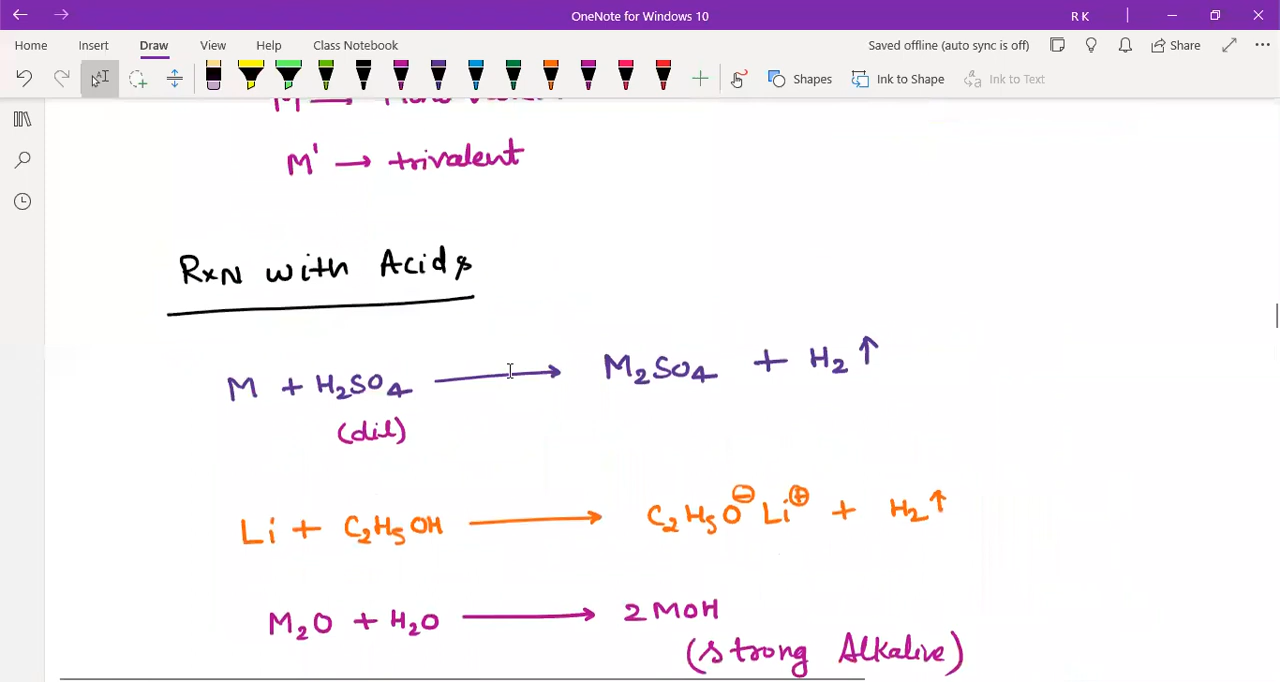 OneNote for Windows 10
R K
Home Insert Draw View Help Class Notebook
Saved offline (auto sync is off)
Share
Shapes
Ink to Shape
Ink to Text
M →
M' → trivalent
RxN with Acids
M + H₂SO₄ → M₂SO₄ + H₂↑
(dil)
Li + C₂H₅OH → C₂H₅O⊖ Li⊕ + H₂↑
M₂O + H₂O → 2MOH
(strong Alkalive)